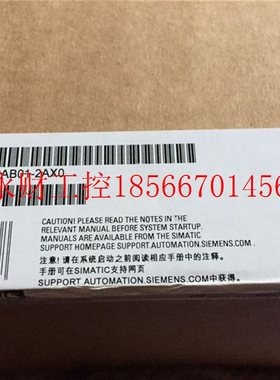 AB01-2AX0
永财工控18566701456
CAUTION! PLEASE READ THE NOTES IN THE
RELEVANT MANUAL BEFORE SYSTEM STARTUP.
MANUALS ARE AVAILABLE FROM THE SIMATIC
SUPPORT HOMEPAGE SUPPORT.AUTOMATION.SIEMENS.COM
注意! 请在系统启动之前阅读相应手册中的注释。
手册可在SIMATIC支持网页
SUPPORT.AUTOMATION.SIEMENS.COM中获得。